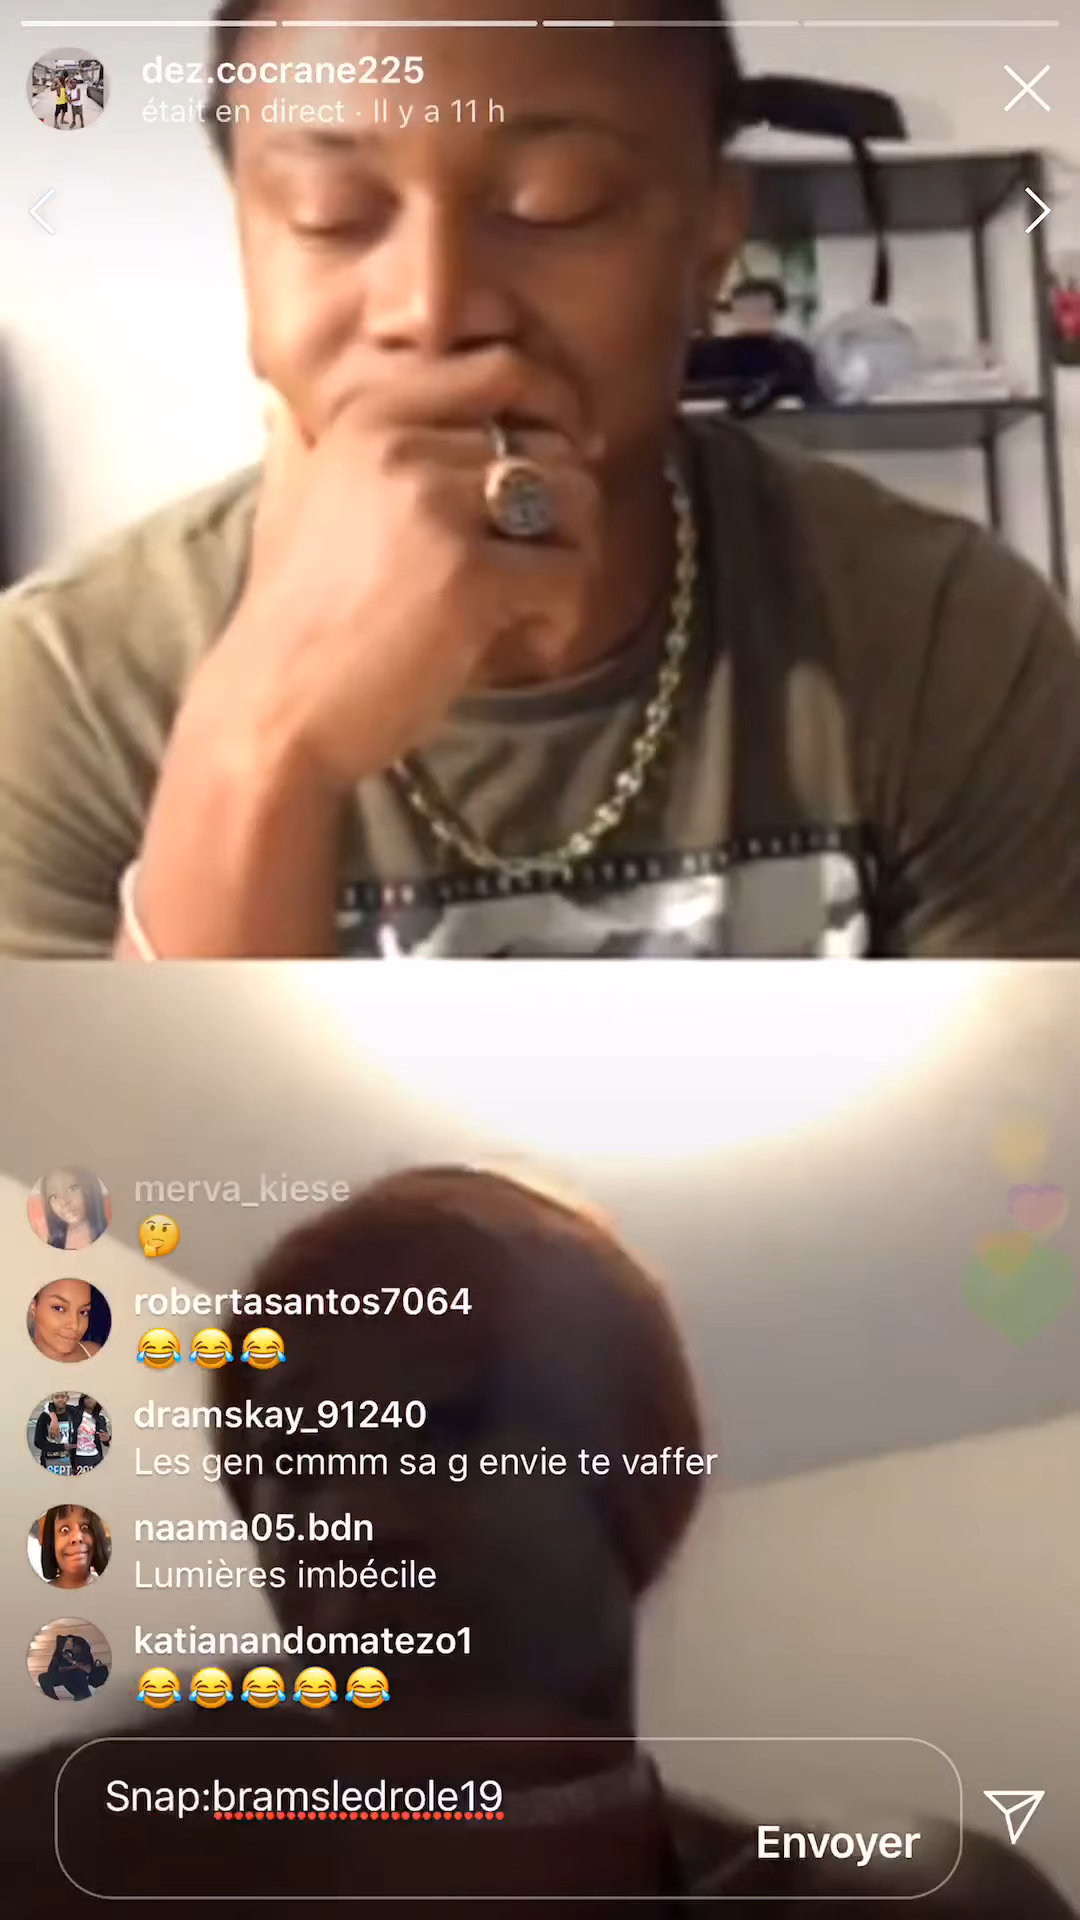 dez.cocrane225
était en direct · Il y a 11 h
merva_kiese
🤔
robertasantos7064
😂😂😂
dramskay_91240
Les gen cmmm sa g envie te vaffer
naama05.bdn
Lumières imbécile
katianandomatezo1
😂😂😂😂😂
Snap:bramsledrole19
Envoyer